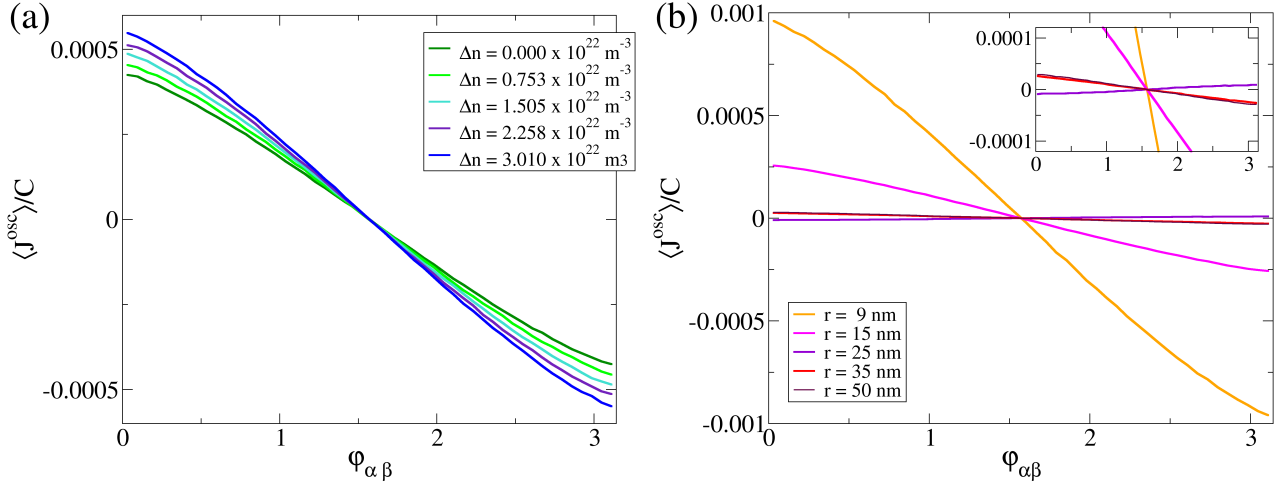 (a)
0.0005
0
-0.0005
⟨J^osc⟩/C
Δn = 0.000 x 10^22 m^-3
Δn = 0.753 x 10^22 m^-3
Δn = 1.505 x 10^22 m^-3
Δn = 2.258 x 10^22 m^-3
Δn = 3.010 x 10^22 m3
0 1 2 3
φ_α β
(b)
0.001
0.0005
0
-0.0005
-0.001
⟨J^osc⟩/C
0.0001
0
-0.0001
0 1 2 3
r = 9 nm
r = 15 nm
r = 25 nm
r = 35 nm
r = 50 nm
0 1 2 3
φ_αβ